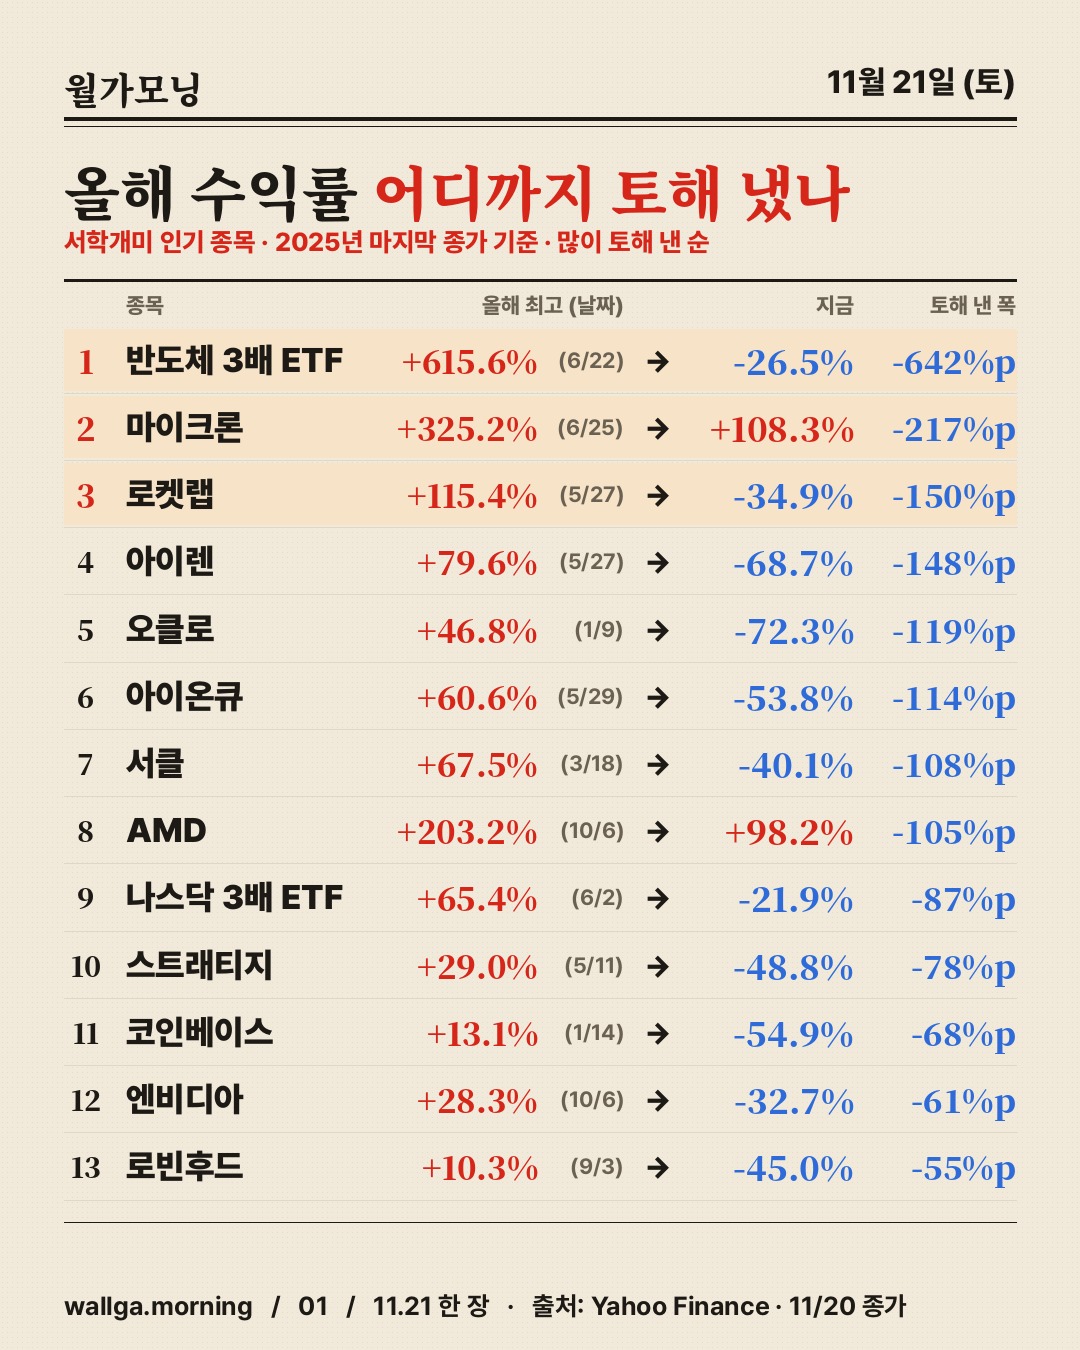 월가모닝
11월 21일 (토)
올해 수익률 어디까지 토해 냈나
서학개미 인기 종목 · 2025년 마지막 종가 기준 · 많이 토해 낸 순
종목 올해 최고 (날짜) 지금 토해 낸 폭
1 반도체 3배 ETF +615.6% (6/22) → -26.5% -642%p
2 마이크론 +325.2% (6/25) → +108.3% -217%p
3 로켓랩 +115.4% (5/27) → -34.9% -150%p
4 아이렌 +79.6% (5/27) → -68.7% -148%p
5 오클로 +46.8% (1/9) → -72.3% -119%p
6 아이온큐 +60.6% (5/29) → -53.8% -114%p
7 서클 +67.5% (3/18) → -40.1% -108%p
8 AMD +203.2% (10/6) → +98.2% -105%p
9 나스닥 3배 ETF +65.4% (6/2) → -21.9% -87%p
10 스트래티지 +29.0% (5/11) → -48.8% -78%p
11 코인베이스 +13.1% (1/14) → -54.9% -68%p
12 엔비디아 +28.3% (10/6) → -32.7% -61%p
13 로빈후드 +10.3% (9/3) → -45.0% -55%p
wallga.morning / 01 / 11.21 한 장 · 출처: Yahoo Finance · 11/20 종가